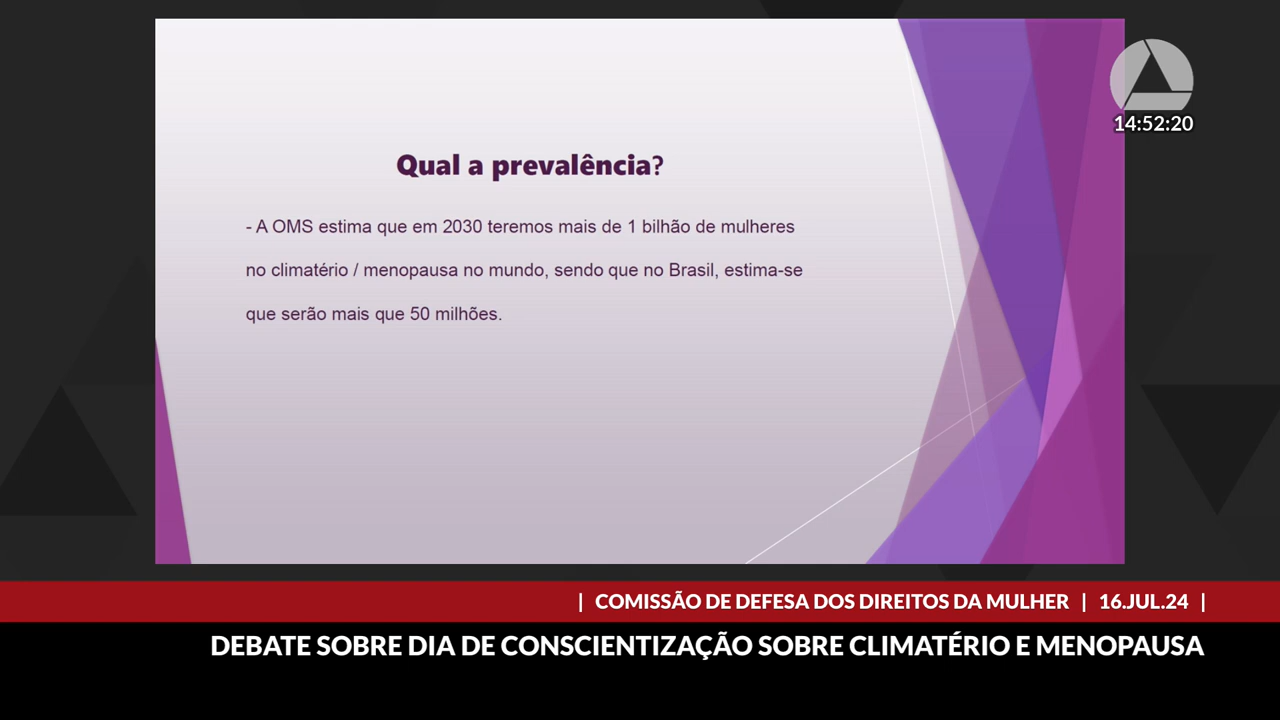 14:52:20
Qual a prevalência?
- A OMS estima que em 2030 teremos mais de 1 bilhão de mulheres
no climatério / menopausa no mundo, sendo que no Brasil, estima-se
que serão mais que 50 milhões.
| COMISSÃO DE DEFESA DOS DIREITOS DA MULHER | 16.JUL.24 |
DEBATE SOBRE DIA DE CONSCIENTIZAÇÃO SOBRE CLIMATÉRIO E MENOPAUSA